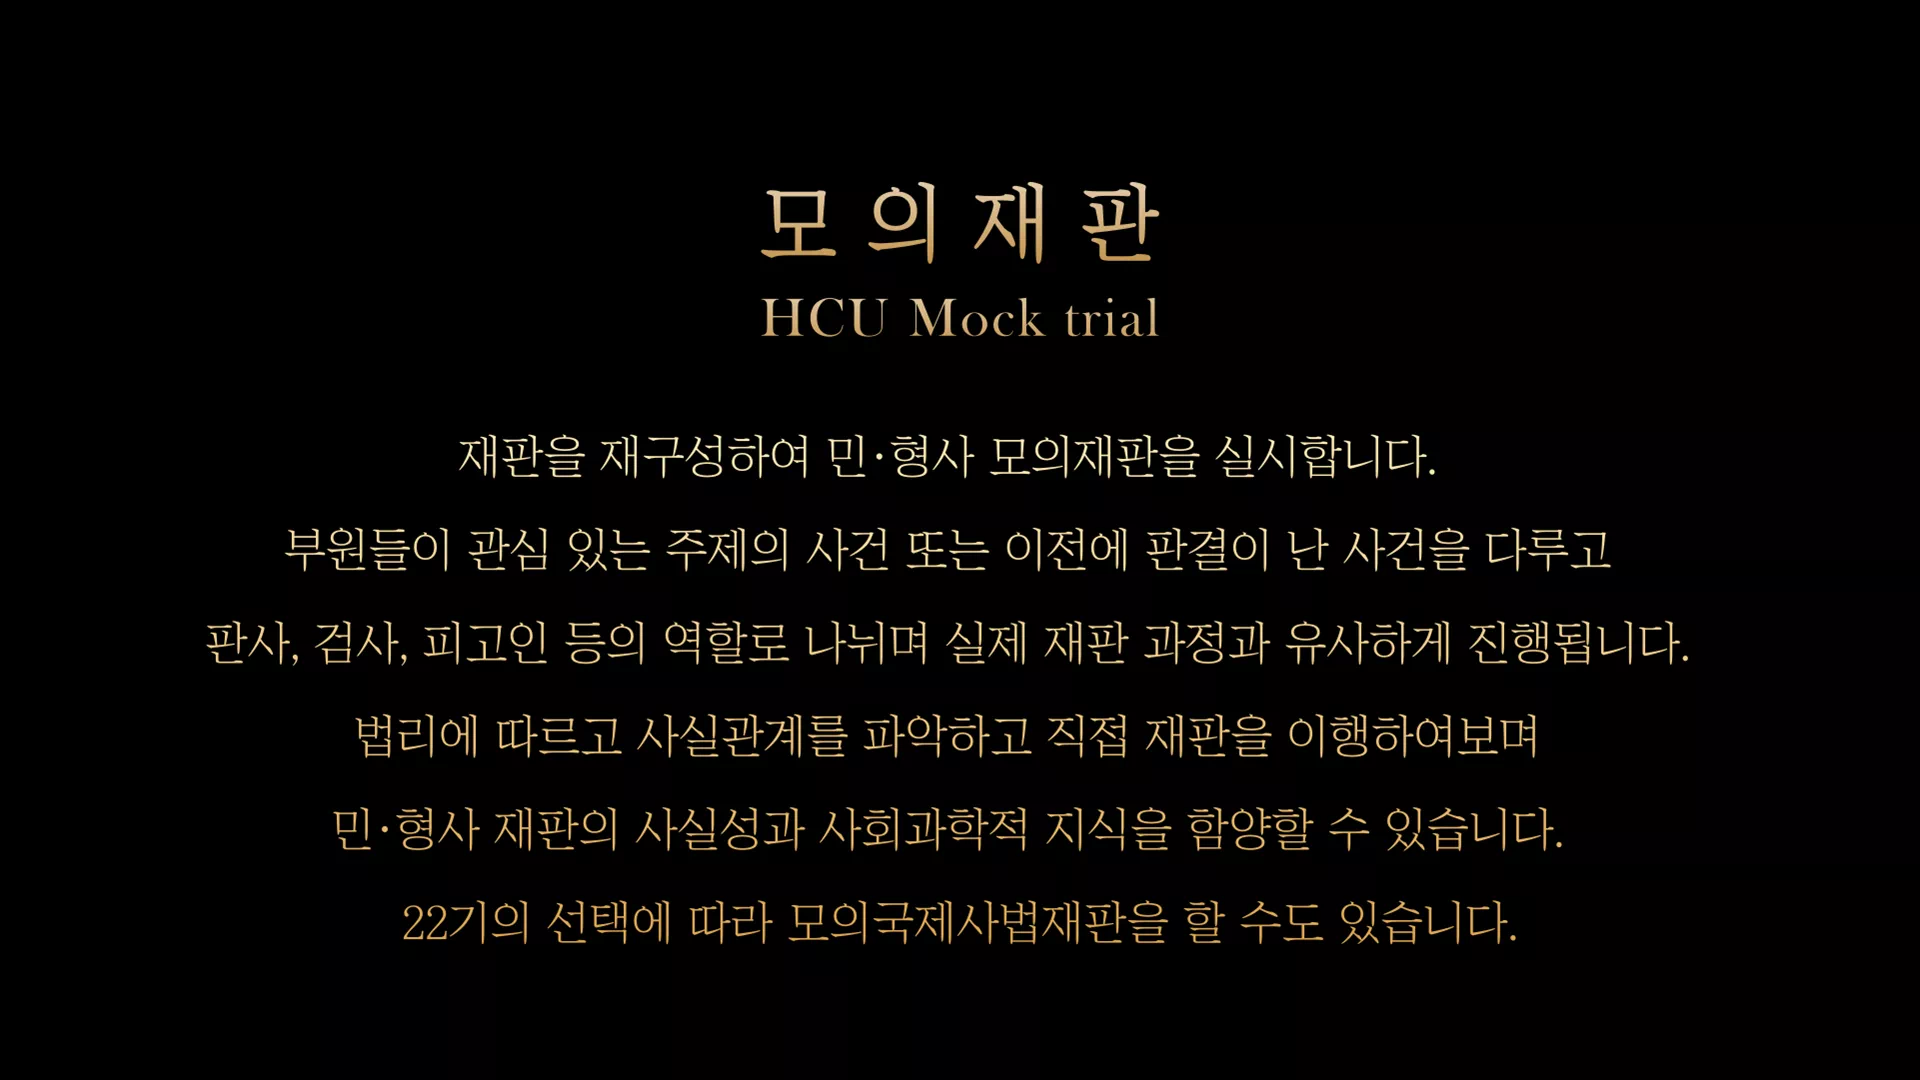 모의재판
HCU Mock trial
재판을 재구성하여 민·형사 모의재판을 실시합니다.
부원들이 관심 있는 주제의 사건 또는 이전에 판결이 난 사건을 다루고
판사, 검사, 피고인 등의 역할로 나뉘며 실제 재판 과정과 유사하게 진행됩니다.
법리에 따르고 사실관계를 파악하고 직접 재판을 이행하여보며
민·형사 재판의 사실성과 사회과학적 지식을 함양할 수 있습니다.
22기의 선택에 따라 모의국제사법재판을 할 수도 있습니다.